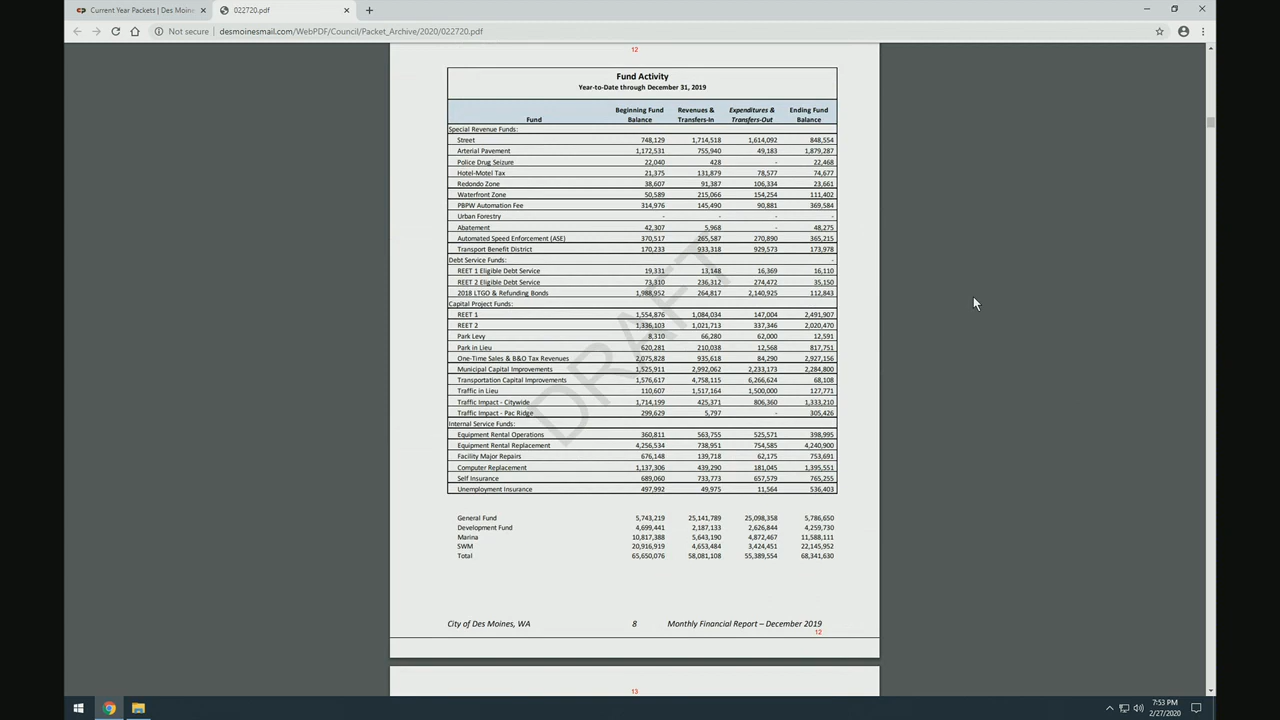 Current Year Packets | Des Moine
022720.pdf
Not secure | desmoinesmail.com/WebPDF/Council/Packet_Archive/2020/022720.pdf
12
Fund Activity
Year-to-Date through December 31, 2019
Fund Beginning Fund Balance Revenues & Transfers-In Expenditures & Transfers-Out Ending Fund Balance
Special Revenue Funds:
Street 748,129 1,714,518 1,614,092 848,554
Arterial Pavement 1,172,531 755,940 49,183 1,879,287
Police Drug Seizure 22,040 428 - 22,468
Hotel-Motel Tax 21,375 131,879 78,577 74,677
Redondo Zone 38,607 91,387 106,334 23,661
Waterfront Zone 50,589 215,066 154,254 111,402
PBPW Automation Fee 314,976 145,490 90,881 369,584
Urban Forestry - - - -
Abatement 42,307 5,968 - 48,275
Automated Speed Enforcement (ASE) 370,517 265,587 270,890 365,215
Transport Benefit District 170,233 933,318 929,573 173,978
Debt Service Funds: -
REET 1 Eligible Debt Service 19,331 13,148 16,369 16,110
REET 2 Eligible Debt Service 73,310 236,312 274,472 35,150
2018 LTGO & Refunding Bonds 1,988,952 264,817 2,140,925 112,843
Capital Project Funds:
REET 1 1,554,876 1,084,034 147,004 2,491,907
REET 2 1,336,103 1,021,713 337,346 2,020,470
Park Levy 8,310 66,280 62,000 12,591
Park in Lieu 620,281 210,038 12,568 817,751
One-Time Sales & B&O Tax Revenues 2,075,828 935,618 84,290 2,927,156
Municipal Capital Improvements 1,525,911 2,992,062 2,233,173 2,284,800
Transportation Capital Improvements 1,576,617 4,758,115 6,266,624 68,108
Traffic in Lieu 110,607 1,517,164 1,500,000 127,771
Traffic Impact - Citywide 1,714,199 425,371 806,360 1,333,210
Traffic Impact - Pac Ridge 299,629 5,797 - 305,426
Internal Service Funds:
Equipment Rental Operations 360,811 563,755 525,571 398,995
Equipment Rental Replacement 4,256,534 738,951 754,585 4,240,900
Facility Major Repairs 676,148 139,718 62,175 753,691
Computer Replacement 1,137,306 439,290 181,045 1,395,551
Self Insurance 689,060 733,773 657,579 765,255
Unemployment Insurance 497,992 49,975 11,564 536,403
DRAFT
General Fund 5,743,219 25,141,789 25,098,358 5,786,650
Development Fund 4,699,441 2,187,133 2,626,844 4,259,730
Marina 10,817,388 5,643,190 4,872,467 11,588,111
SWM 20,916,919 4,653,484 3,424,451 22,145,952
Total 65,650,076 58,081,108 55,389,554 68,341,630
City of Des Moines, WA 8 Monthly Financial Report – December 2019
12
13
7:53 PM
2/27/2020